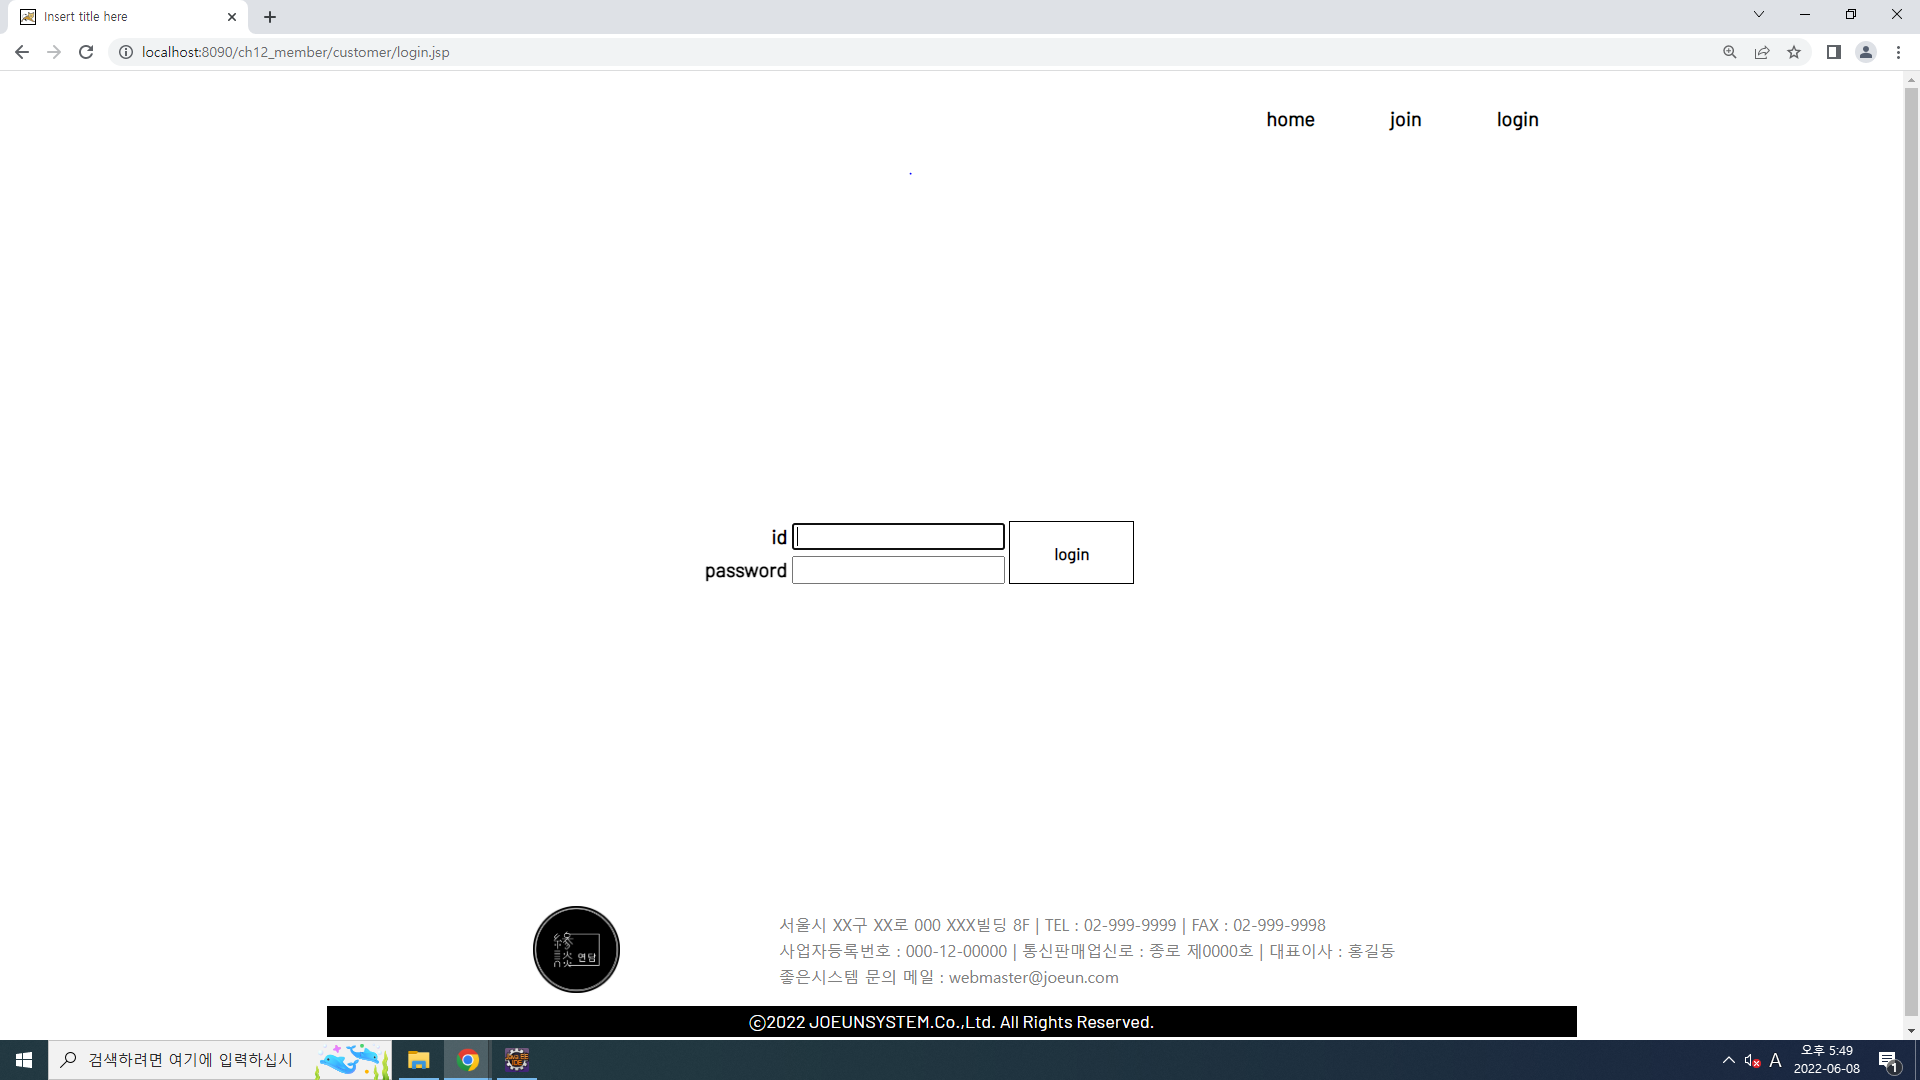 Insert title here
localhost:8090/ch12_member/customer/login.jsp
home join login
id
login
password
연담
서울시 XX구 XX로 000 XXX빌딩 8F | TEL : 02-999-9999 | FAX : 02-999-9998
사업자등록번호 : 000-12-00000 | 통신판매업신로 : 종로 제0000호 | 대표이사 : 홍길동
좋은시스템 문의 메일 : webmaster@joeun.com
ⓒ2022 JOEUNSYSTEM.Co.,Ltd. All Rights Reserved.
검색하려면 여기에 입력하십시
A
오후 5:49
2022-06-08
1